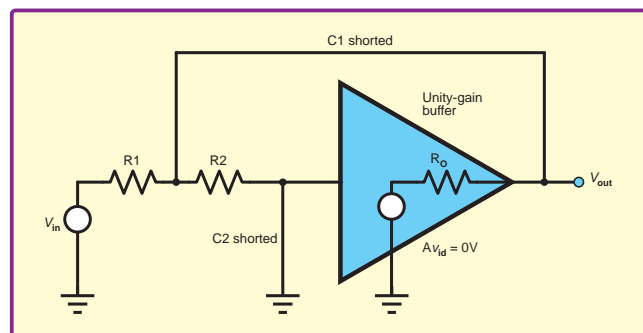 C1 shorted
Unity-gain
buffer
R1
R2
Ro
Vout
Vin
C2 shorted
Avid = 0V